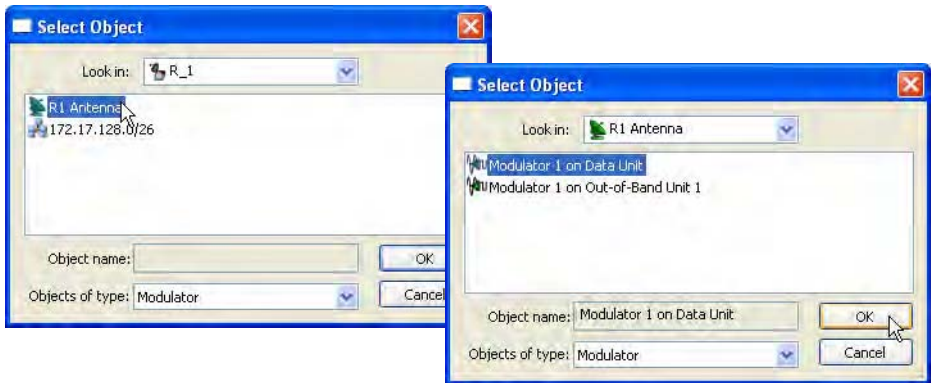 Select Object
Look in: R_1
R1 Antenna
172.17.128.0/26
Object name: OK
Objects of type: Modulator Cancel
Select Object
Look in: R1 Antenna
Modulator 1 on Data Unit
Modulator 1 on Out-of-Band Unit 1
Object name: Modulator 1 on Data Unit OK
Objects of type: Modulator Cancel